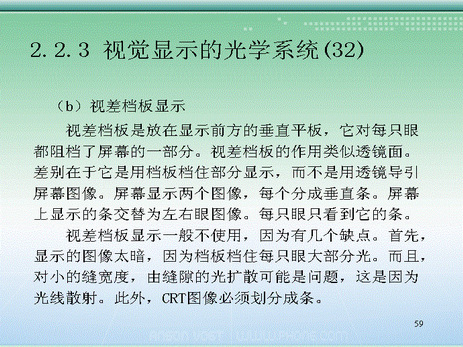 2.2.3 视觉显示的光学系统(32)
（b）视差档板显示
视差档板是放在显示前方的垂直平板，它对每只眼
都阻档了屏幕的一部分。视差档板的作用类似透镜面。
差别在于它是用档板档住部分显示，而不是用透镜导引
屏幕图像。屏幕显示两个图像，每个分成垂直条。屏幕
上显示的条交替为左右眼图像。每只眼只看到它的条。
视差档板显示一般不使用，因为有几个缺点。首先，
显示的图像太暗，因为档板档住每只眼大部分光。而且，
对小的缝宽度，由缝隙的光扩散可能是问题，这是因为
光线散射。此外，CRT图像必须划分成条。
59